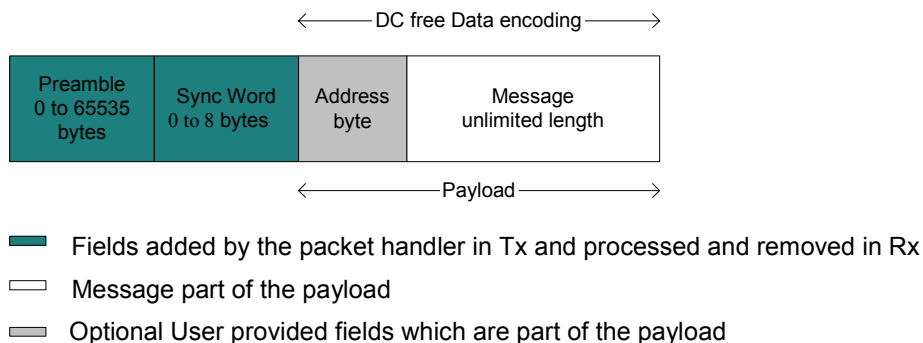 DC free Data encoding
Preamble
0 to 65535
bytes
Sync Word
0 to 8 bytes
Address
byte
Message
unlimited length
Payload
Fields added by the packet handler in Tx and processed and removed in Rx
Message part of the payload
Optional User provided fields which are part of the payload